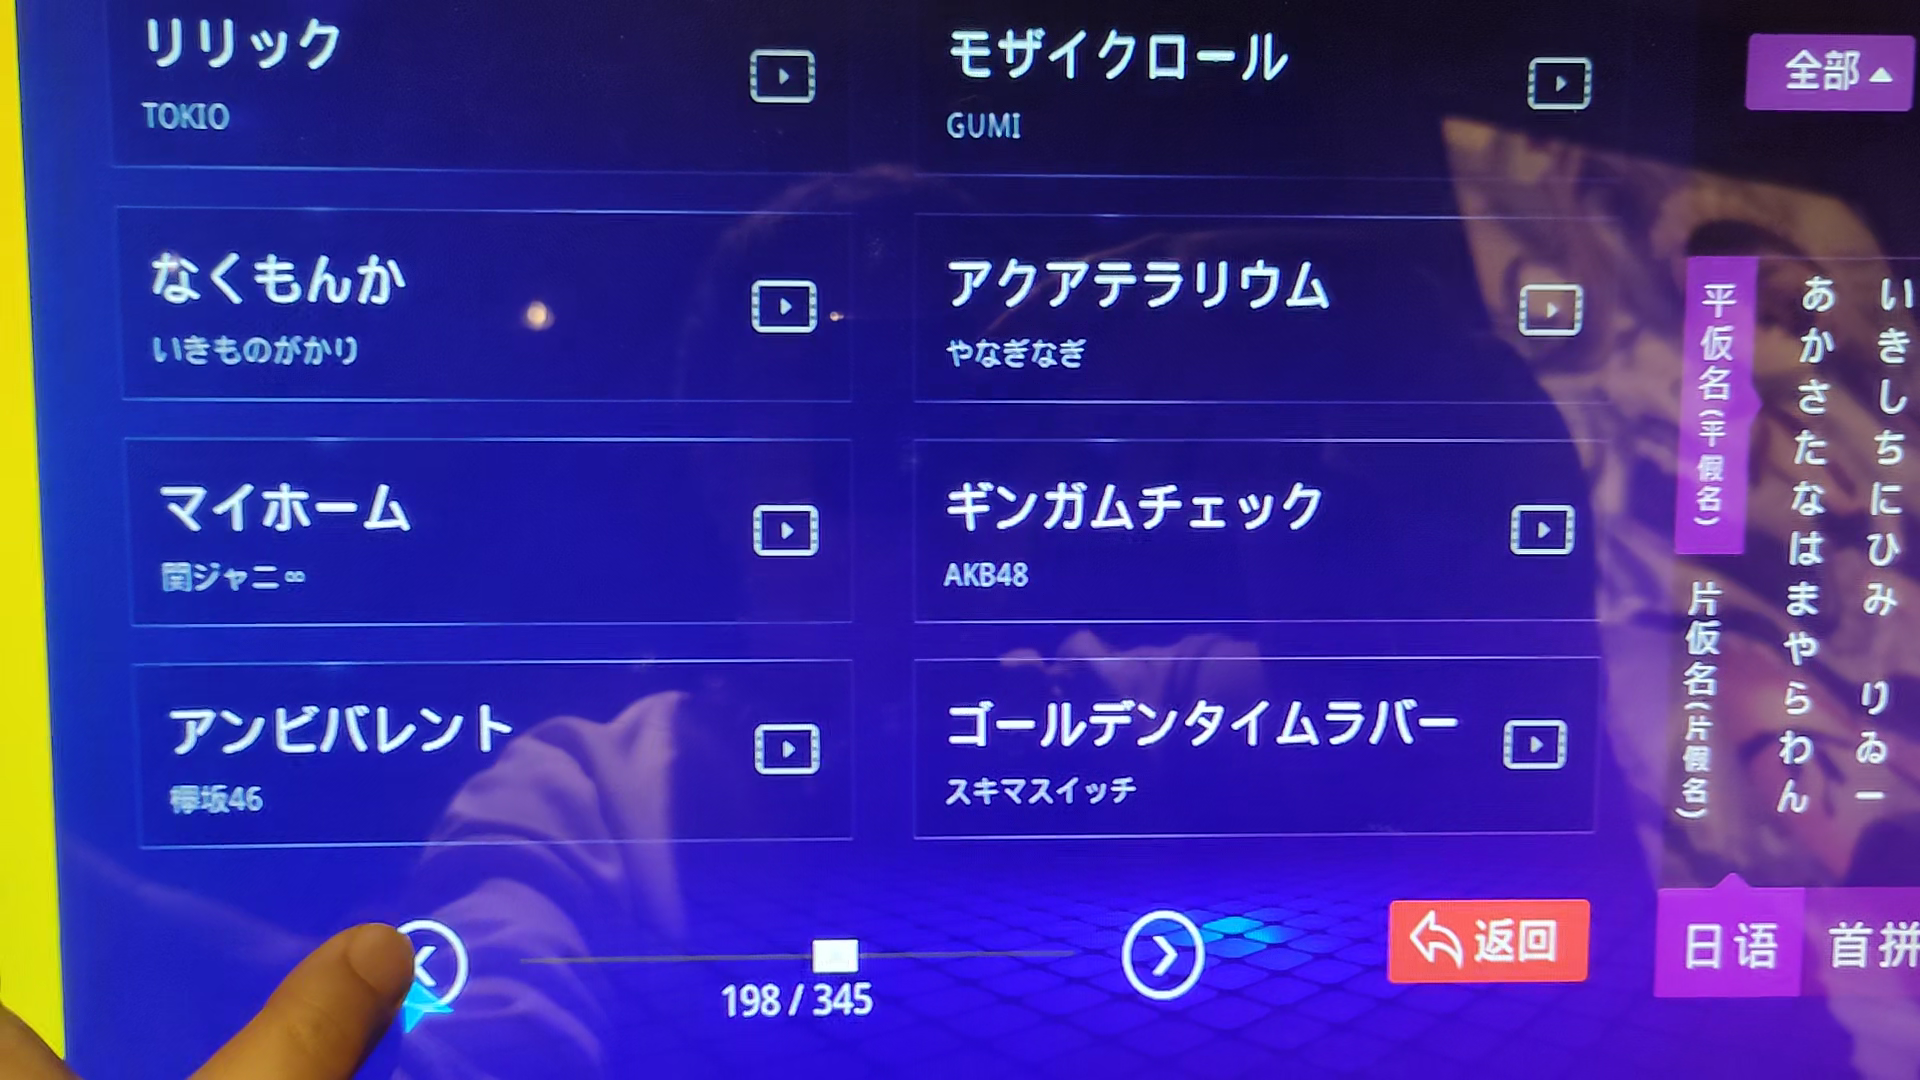 リリック
TOKIO
モザイクロール
GUMI
なくもんか
いきものがかり
アクアテラリウム
やなぎなぎ
マイホーム
関ジャニ∞
ギンガムチェック
AKB48
アンビバレント
欅坂46
ゴールデンタイムラバー
スキマスイッチ
198 / 345
返回
全部
平仮名(平假名)
片仮名(片假名)
あかさたなはまやらわん
いきしちにひみ りゐー
日语
首拼